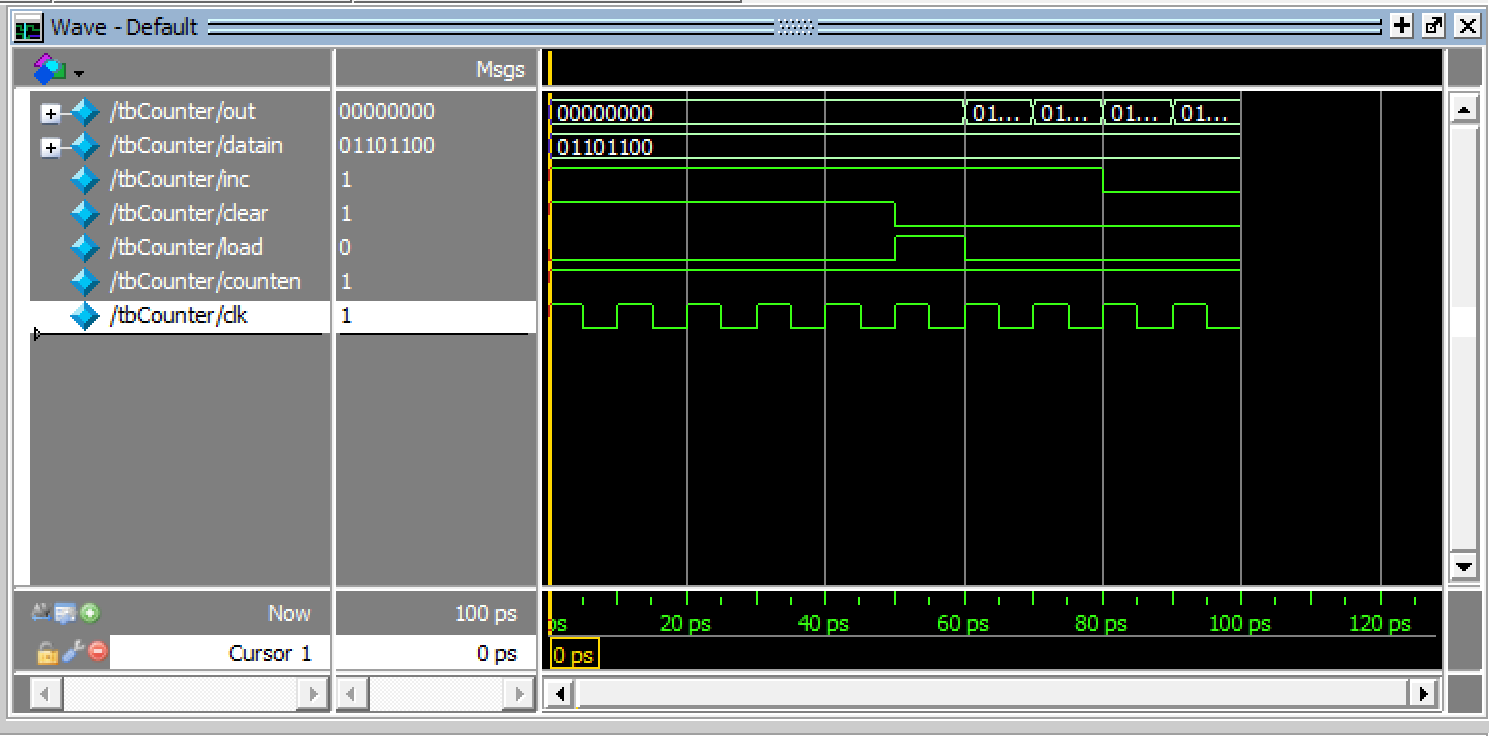 Wave - Default
Msgs
/tbCounter/out 00000000 00000000 01... 01... 01... 01...
/tbCounter/datain 01101100 01101100
/tbCounter/inc 1
/tbCounter/clear 1
/tbCounter/load 0
/tbCounter/counten 1
/tbCounter/clk 1
Now 100 ps ps 20 ps 40 ps 60 ps 80 ps 100 ps 120 ps
Cursor 1 0 ps 0 ps